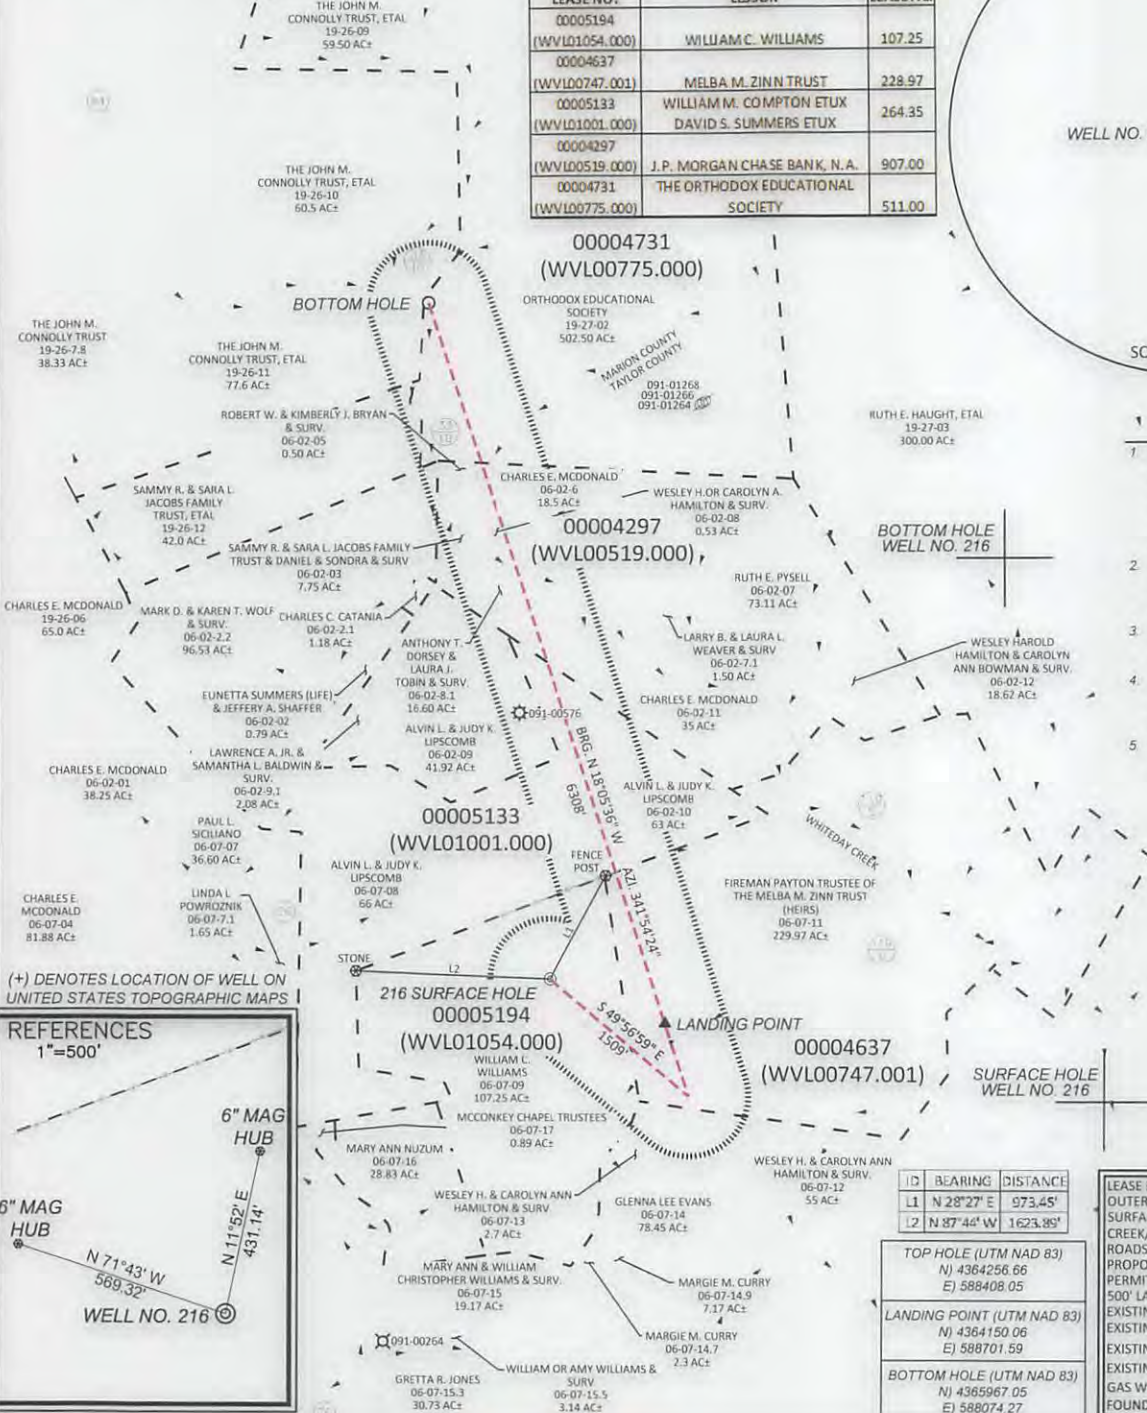 THE JOHN M.
CONNOLLY TRUST, ETAL
19-26-09
59.50 AC±
LEASE NO.
LESSOR
00005194
(WVL01054.000)
WILLIAM C. WILLIAMS
107.25
00004637
(WVL00747.001)
MELBA M. ZINN TRUST
228.97
00005133
(WVL01001.000)
WILLIAM M. COMPTON ETUX
DAVID S. SUMMERS ETUX
264.35
00004297
(WVL00519.000)
J.P. MORGAN CHASE BANK, N.A.
907.00
00004731
(WVL00775.000)
THE ORTHODOX EDUCATIONAL
SOCIETY
511.00
WELL NO.
THE JOHN M.
CONNOLLY TRUST, ETAL
19-26-10
60.5 AC±
00004731
(WVL00775.000)
BOTTOM HOLE
ORTHODOX EDUCATIONAL
SOCIETY
19-27-02
502.50 AC±
MARION COUNTY
TAYLOR COUNTY
091-01268
091-01266
091-01264
THE JOHN M.
CONNOLLY TRUST
19-26-7.8
38.33 AC±
THE JOHN M.
CONNOLLY TRUST, ETAL
19-26-11
77.6 AC±
ROBERT W. & KIMBERLY J. BRYAN
& SURV.
06-02-05
0.50 AC±
RUTH E. HAUGHT, ETAL
19-27-03
300.00 AC±
SC
1
SAMMY R. & SARA L.
JACOBS FAMILY
TRUST, ETAL
19-26-12
42.0 AC±
CHARLES E. MCDONALD
06-02-6
18.5 AC±
WESLEY H.OR CAROLYN A.
HAMILTON & SURV.
06-02-08
0.53 AC±
00004297
(WVL00519.000)
BOTTOM HOLE
WELL NO. 216
SAMMY R. & SARA L. JACOBS FAMILY
TRUST & DANIEL & SONDRA & SURV
06-02-03
7.75 AC±
RUTH E. PYSELL
06-02-07
73.11 AC±
2
CHARLES E. MCDONALD
19-26-06
65.0 AC±
MARK D. & KAREN T. WOLF
& SURV.
06-02-2.2
96.53 AC±
CHARLES C. CATANIA
06-02-2.1
1.18 AC±
ANTHONY T.
DORSEY &
LAURA J.
TOBIN & SURV.
06-02-8.1
16.60 AC±
LARRY B. & LAURA L.
WEAVER & SURV
06-02-7.1
1.50 AC±
WESLEY HAROLD
HAMILTON & CAROLYN
ANN BOWMAN & SURV.
06-02-12
18.62 AC±
3.
4.
EUNETTA SUMMERS (LIFE)
& JEFFERY A. SHAFFER
06-02-02
0.79 AC±
CHARLES E. MCDONALD
06-02-11
35 AC±
091-00576
ALVIN L. & JUDY K.
LIPSCOMB
06-02-09
41.92 AC±
5
LAWRENCE A. JR. &
SAMANTHA L. BALDWIN &
SURV.
06-02-9.1
2.08 AC±
CHARLES E. MCDONALD
06-02-01
38.25 AC±
BRG. N 18°05'36" W
6308'
ALVIN L. & JUDY K.
LIPSCOMB
06-02-10
63 AC±
00005133
(WVL01001.000)
PAUL L.
SICILIANO
06-07-07
36.60 AC±
WHITEDAY CREEK
FENCE
POST
ALVIN L. & JUDY K.
LIPSCOMB
06-07-08
66 AC±
AZI. 341°54'24"
FIREMAN PAYTON TRUSTEE OF
THE MELBA M. ZINN TRUST
(HEIRS)
06-07-11
229.97 AC±
CHARLES E.
MCDONALD
06-07-04
81.88 AC±
LINDA L
POWROZNIK
06-07-7.1
1.65 AC±
L1
STONE
L2
(+) DENOTES LOCATION OF WELL ON
UNITED STATES TOPOGRAPHIC MAPS
216 SURFACE HOLE
00005194
(WVL01054.000)
WILLIAM C.
WILLIAMS
06-07-09
107.25 AC±
S 49°56'59" E
1509'
LANDING POINT
00004637
(WVL00747.001)
SURFACE HOLE
WELL NO. 216
REFERENCES
1"=500'
6" MAG
HUB
6" MAG
HUB
N 11°52' E
431.14'
N 71°43' W
569.32'
WELL NO. 216
MCCONKEY CHAPEL TRUSTEES
06-07-17
0.89 AC±
MARY ANN NUZUM
06-07-16
28.83 AC±
WESLEY H. & CAROLYN ANN
HAMILTON & SURV
06-07-13
2.7 AC±
GLENNA LEE EVANS
06-07-14
78.45 AC±
WESLEY H. & CAROLYN ANN
HAMILTON & SURV.
06-07-12
55 AC±
ID BEARING DISTANCE
L1 N 28°27' E 973.45'
L2 N 87°44' W 1623.89'
MARY ANN & WILLIAM
CHRISTOPHER WILLIAMS & SURV.
06-07-15
19.17 AC±
MARGIE M. CURRY
06-07-14.9
7.17 AC±
MARGIE M. CURRY
06-07-14.7
2.3 AC±
091-00264
WILLIAM OR AMY WILLIAMS &
SURV
06-07-15.5
3.14 AC±
GRETTA R. JONES
06-07-15.3
30.73 AC±
TOP HOLE (UTM NAD 83)
N) 4364256.66
E) 588408.05
LANDING POINT (UTM NAD 83)
N) 4364150.06
E) 588701.59
BOTTOM HOLE (UTM NAD 83)
N) 4365967.05
E) 588074.27
LEASE
OUTER
SURFA
CREEK/
ROADS
PROPO
PERMI
500' LA
EXISTIN
EXISTIN
EXISTIN
EXISTIN
GAS W
FOUND